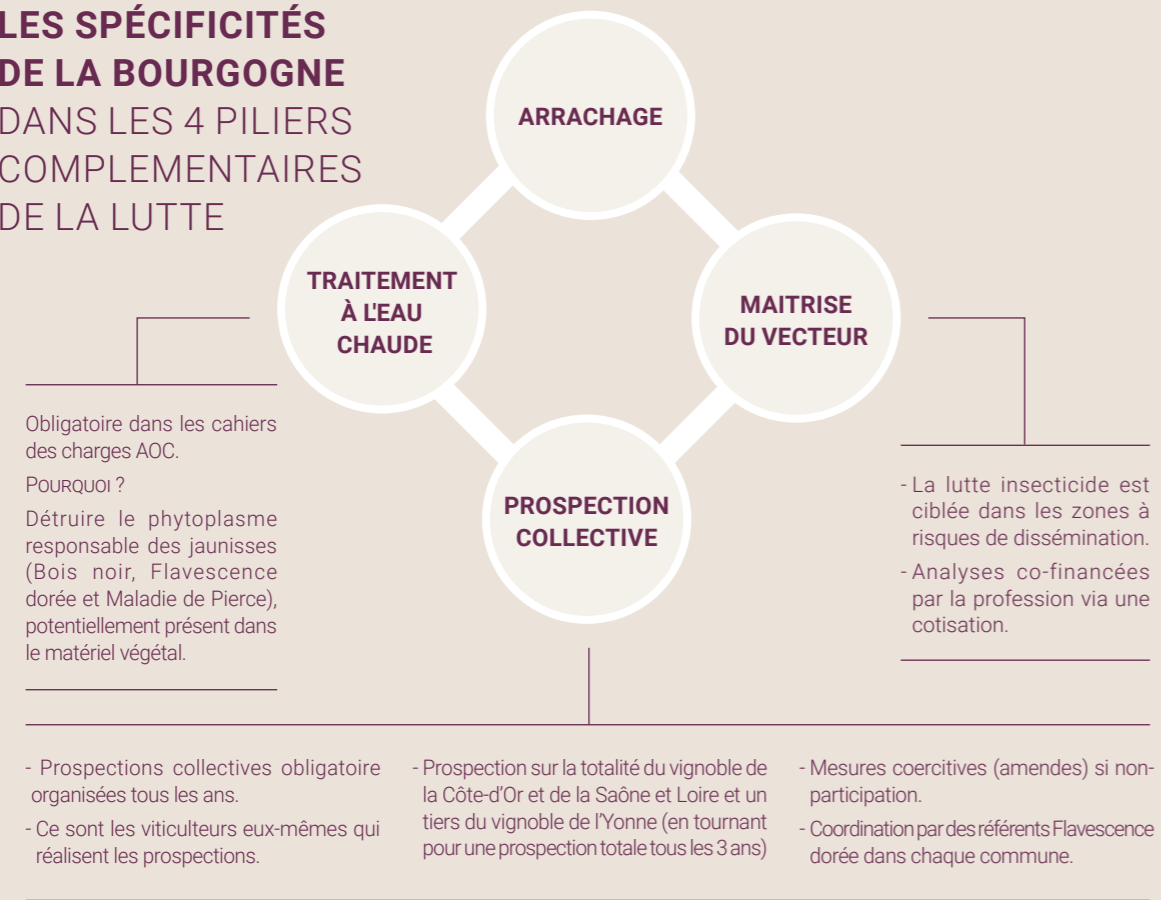 LES SPÉCIFICITÉS
DE LA BOURGOGNE
DANS LES 4 PILIERS
COMPLEMENTAIRES
DE LA LUTTE
ARRACHAGE
TRAITEMENT
À L'EAU
CHAUDE
MAITRISE
DU VECTEUR
PROSPECTION
COLLECTIVE
Obligatoire dans les cahiers
des charges AOC.
POURQUOI ?
Détruire le phytoplasme
responsable des jaunisses
(Bois noir, Flavescence
dorée et Maladie de Pierce),
potentiellement présent dans
le matériel végétal.
- La lutte insecticide est
ciblée dans les zones à
risques de dissémination.
- Analyses co-financées
par la profession via une
cotisation.
- Prospections collectives obligatoire
organisées tous les ans.
- Ce sont les viticulteurs eux-mêmes qui
réalisent les prospections.
- Prospection sur la totalité du vignoble de
la Côte-d'Or et de la Saône et Loire et un
tiers du vignoble de l'Yonne (en tournant
pour une prospection totale tous les 3 ans)
- Mesures coercitives (amendes) si non-
participation.
- Coordination par des référents Flavescence
dorée dans chaque commune.